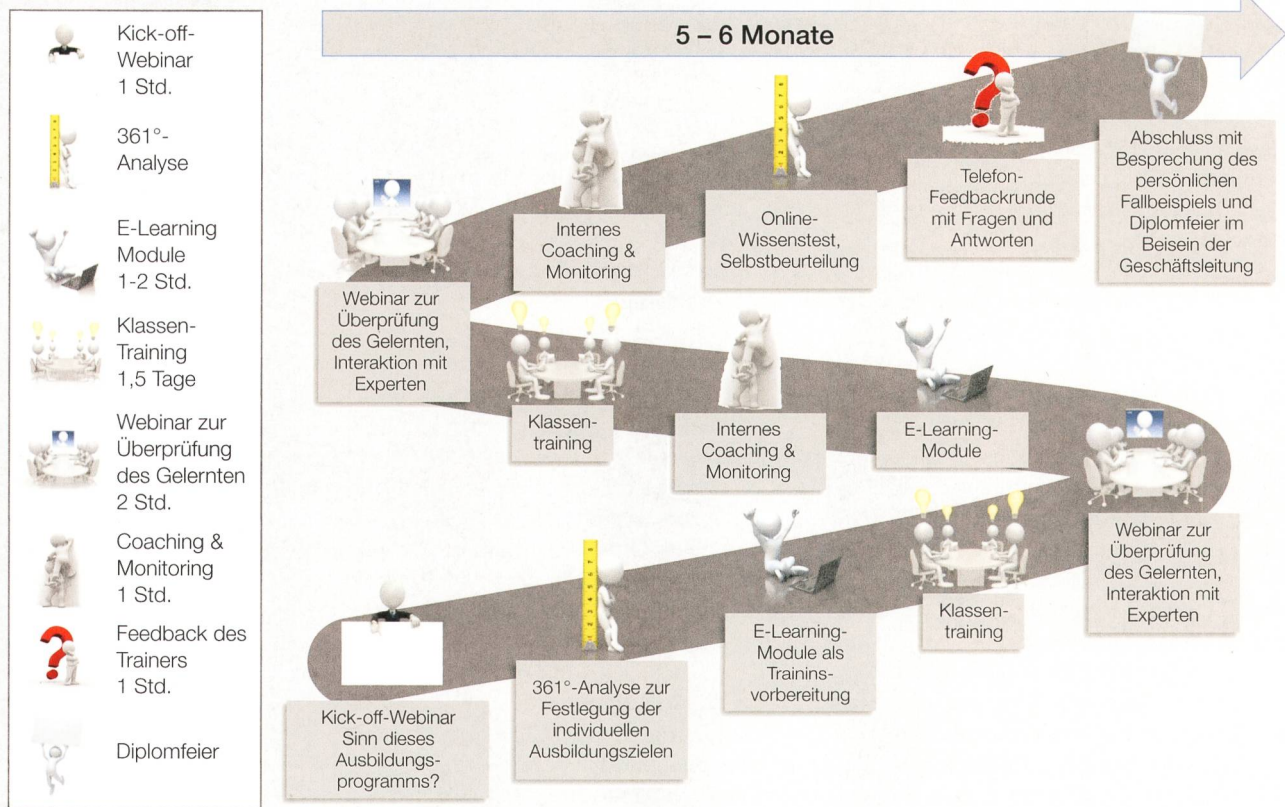 Kick-off-
Webinar
1 Std.
361°-
Analyse
E-Learning
Module
1-2 Std.
Klassen-
Training
1,5 Tage
Webinar zur
Überprüfung
des Gelernten
2 Std.
Coaching &
Monitoring
1 Std.
Feedback des
Trainers
1 Std.
Diplomfeier
5 – 6 Monate
Kick-off-Webinar
Sinn dieses
Ausbildungs-
programms?
361°-Analyse zur
Festlegung der
individuellen
Ausbildungszielen
E-Learning-
Module als
Trainins-
vorbereitung
Klassen-
training
Webinar zur
Überprüfung
des Gelernten,
Interaktion mit
Experten
E-Learning-
Module
Internes
Coaching &
Monitoring
Klassen-
training
Webinar zur
Überprüfung
des Gelernten,
Interaktion mit
Experten
Internes
Coaching &
Monitoring
Online-
Wissenstest,
Selbstbeurteilung
Telefon-
Feedbackrunde
mit Fragen und
Antworten
Abschluss mit
Besprechung des
persönlichen
Fallbeispiels und
Diplomfeier im
Beisein der
Geschäftsleitung